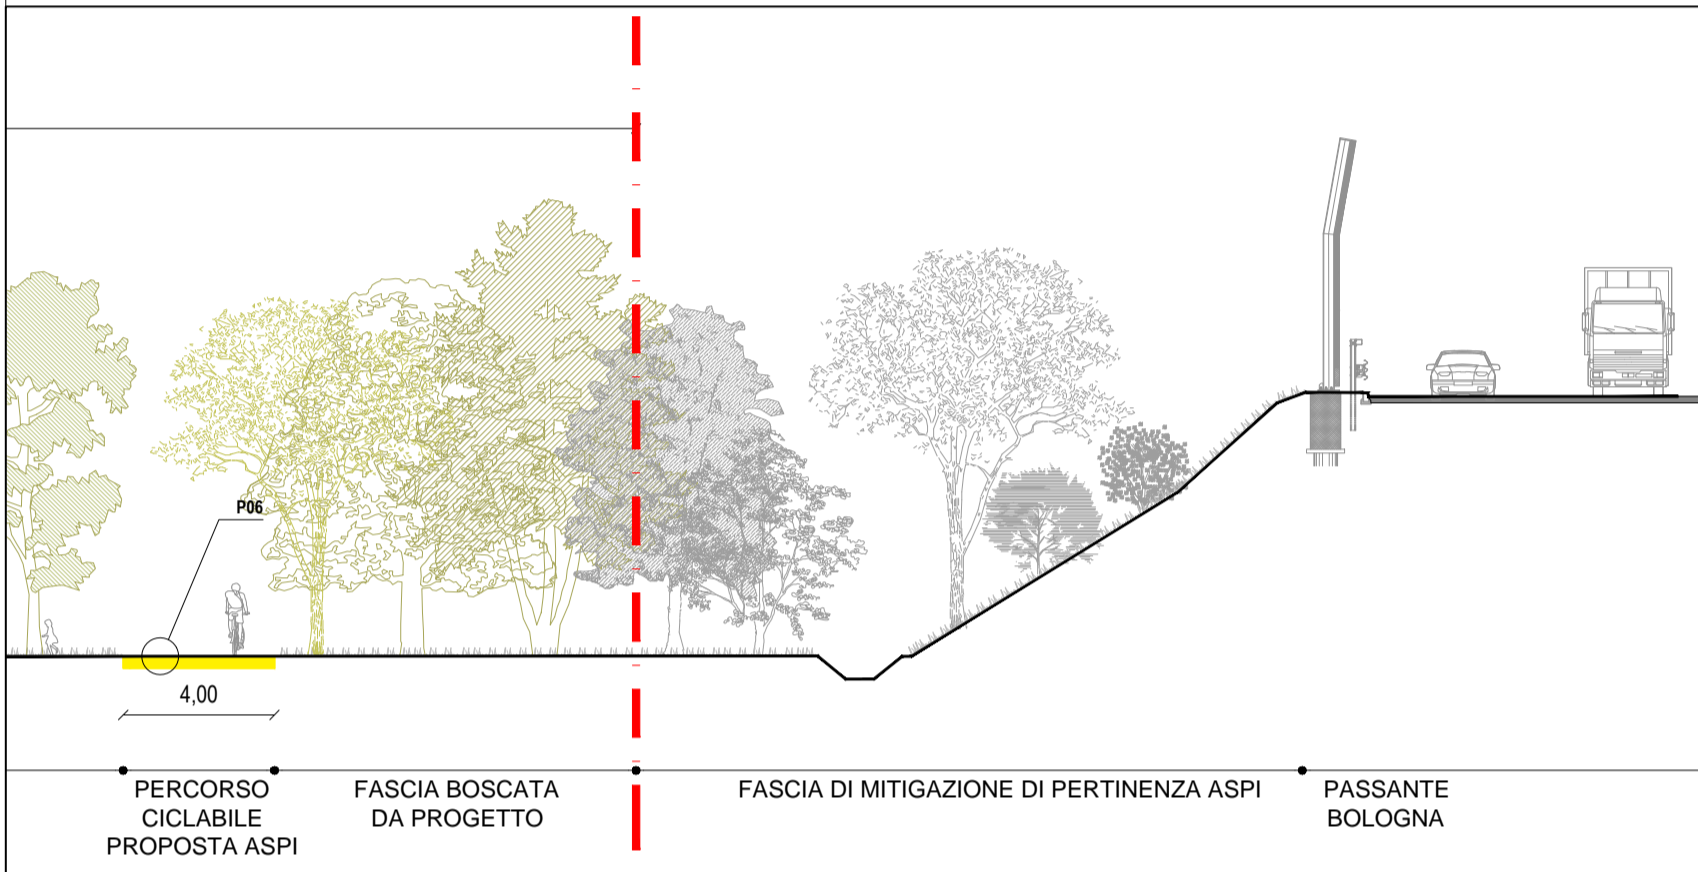 P06
4,00
PERCORSO
CICLABILE
PROPOSTA ASPI
FASCIA BOSCATA
DA PROGETTO
FASCIA DI MITIGAZIONE DI PERTINENZA ASPI
PASSANTE
BOLOGNA